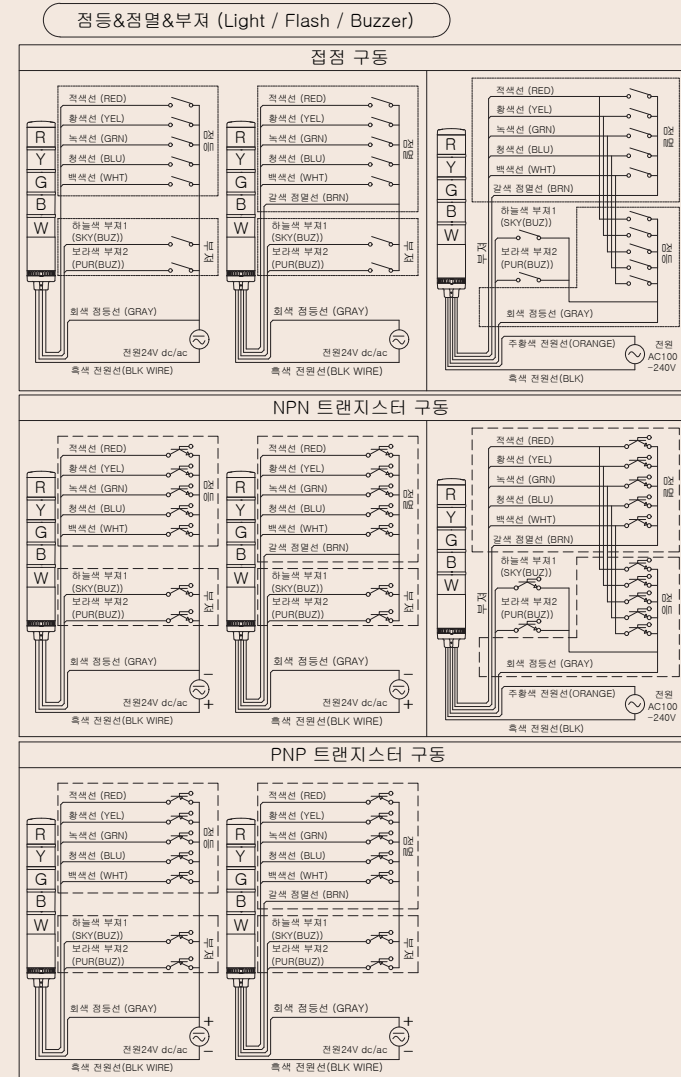 점등&점멸&부져 (Light / Flash / Buzzer)
접점 구동
적색선 (RED)
황색선 (YEL)
녹색선 (GRN)
청색선 (BLU)
백색선 (WHT)
점등
R
Y
G
B
W
하늘색 부져1
(SKY(BUZ))
보라색 부져2
(PUR(BUZ))
부져
회색 점등선 (GRAY)
전원24V dc/ac
흑색 전원선(BLK WIRE)
적색선 (RED)
황색선 (YEL)
녹색선 (GRN)
청색선 (BLU)
백색선 (WHT)
갈색 점멸선 (BRN)
점멸
R
Y
G
B
W
하늘색 부져1
(SKY(BUZ))
보라색 부져2
(PUR(BUZ))
부져
회색 점등선 (GRAY)
전원24V dc/ac
흑색 전원선(BLK WIRE)
적색선 (RED)
황색선 (YEL)
녹색선 (GRN)
청색선 (BLU)
백색선 (WHT)
갈색 점멸선 (BRN)
점멸
R
Y
G
B
W
하늘색 부져1
(SKY(BUZ))
보라색 부져2
(PUR(BUZ))
부져
점등
회색 점등선 (GRAY)
주황색 전원선(ORANGE)
전원
AC100
-240V
흑색 전원선(BLK)
NPN 트랜지스터 구동
적색선 (RED)
황색선 (YEL)
녹색선 (GRN)
청색선 (BLU)
백색선 (WHT)
점등
R
Y
G
B
W
하늘색 부져1
(SKY(BUZ))
보라색 부져2
(PUR(BUZ))
부져
회색 점등선 (GRAY)
−
전원24V dc/ac
+
흑색 전원선(BLK WIRE)
적색선 (RED)
황색선 (YEL)
녹색선 (GRN)
청색선 (BLU)
백색선 (WHT)
갈색 점멸선 (BRN)
점멸
R
Y
G
B
W
하늘색 부져1
(SKY(BUZ))
보라색 부져2
(PUR(BUZ))
부져
회색 점등선 (GRAY)
−
전원24V dc/ac
+
흑색 전원선(BLK WIRE)
적색선 (RED)
황색선 (YEL)
녹색선 (GRN)
청색선 (BLU)
백색선 (WHT)
갈색 점멸선 (BRN)
점멸
R
Y
G
B
W
하늘색 부져1
(SKY(BUZ))
보라색 부져2
(PUR(BUZ))
부져
점등
회색 점등선 (GRAY)
주황색 전원선(ORANGE)
전원
AC100
-240V
흑색 전원선(BLK)
PNP 트랜지스터 구동
적색선 (RED)
황색선 (YEL)
녹색선 (GRN)
청색선 (BLU)
백색선 (WHT)
점등
R
Y
G
B
W
하늘색 부져1
(SKY(BUZ))
보라색 부져2
(PUR(BUZ))
부져
회색 점등선 (GRAY)
+
전원24V dc/ac
−
흑색 전원선(BLK WIRE)
적색선 (RED)
황색선 (YEL)
녹색선 (GRN)
청색선 (BLU)
백색선 (WHT)
갈색 점멸선 (BRN)
점멸
R
Y
G
B
W
하늘색 부져1
(SKY(BUZ))
보라색 부져2
(PUR(BUZ))
부져
회색 점등선 (GRAY)
+
전원24V dc/ac
−
흑색 전원선(BLK WIRE)